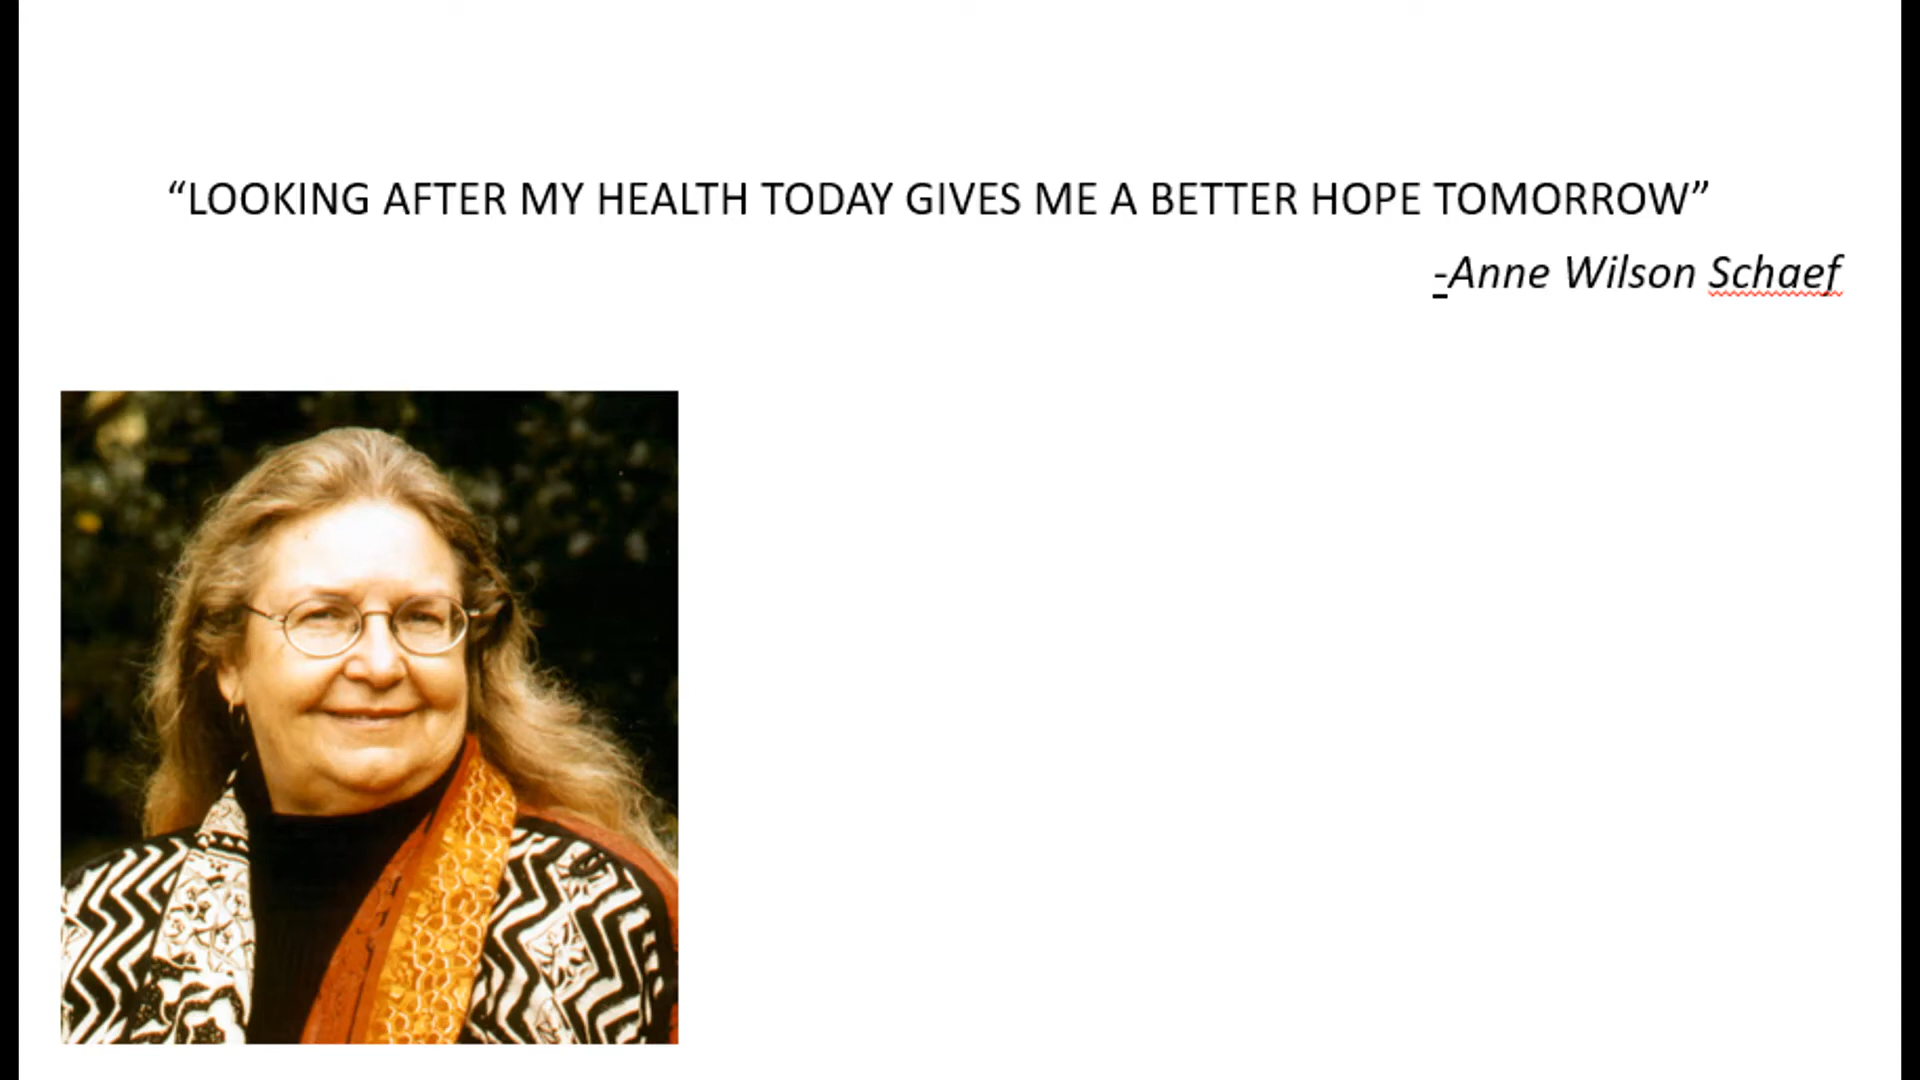 “LOOKING AFTER MY HEALTH TODAY GIVES ME A BETTER HOPE TOMORROW”
-Anne Wilson Schaef